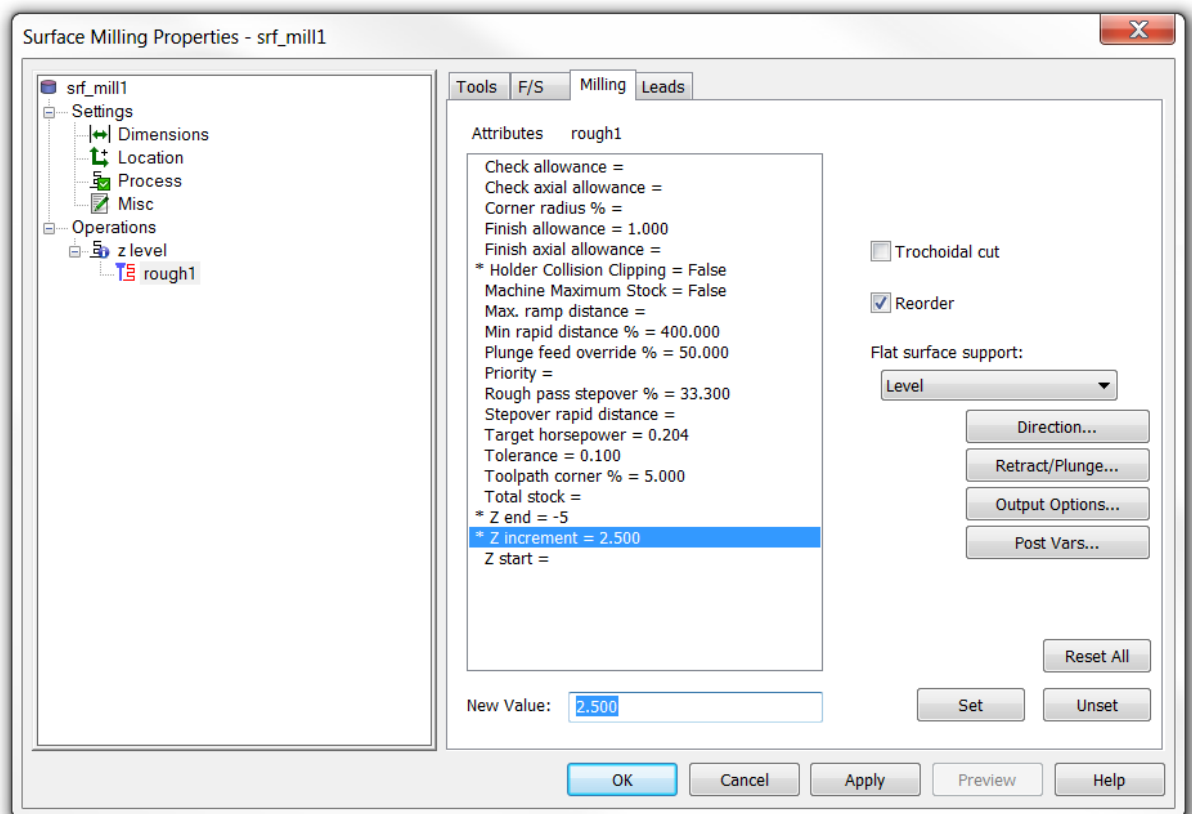 Surface Milling Properties - srf_mill1
srf_mill1
Settings
Dimensions
Location
Process
Misc
Operations
z level
rough1
Tools F/S Milling Leads
Attributes rough1
Check allowance =
Check axial allowance =
Corner radius % =
Finish allowance = 1.000
Finish axial allowance =
* Holder Collision Clipping = False
Machine Maximum Stock = False
Max. ramp distance =
Min rapid distance % = 400.000
Plunge feed override % = 50.000
Priority =
Rough pass stepover % = 33.300
Stepover rapid distance =
Target horsepower = 0.204
Tolerance = 0.100
Toolpath corner % = 5.000
Total stock =
* Z end = -5
* Z increment = 2.500
Z start =
Trochoidal cut
Reorder
Flat surface support:
Level
Direction...
Retract/Plunge...
Output Options...
Post Vars...
Reset All
New Value: 2.500 Set Unset
OK Cancel Apply Preview Help